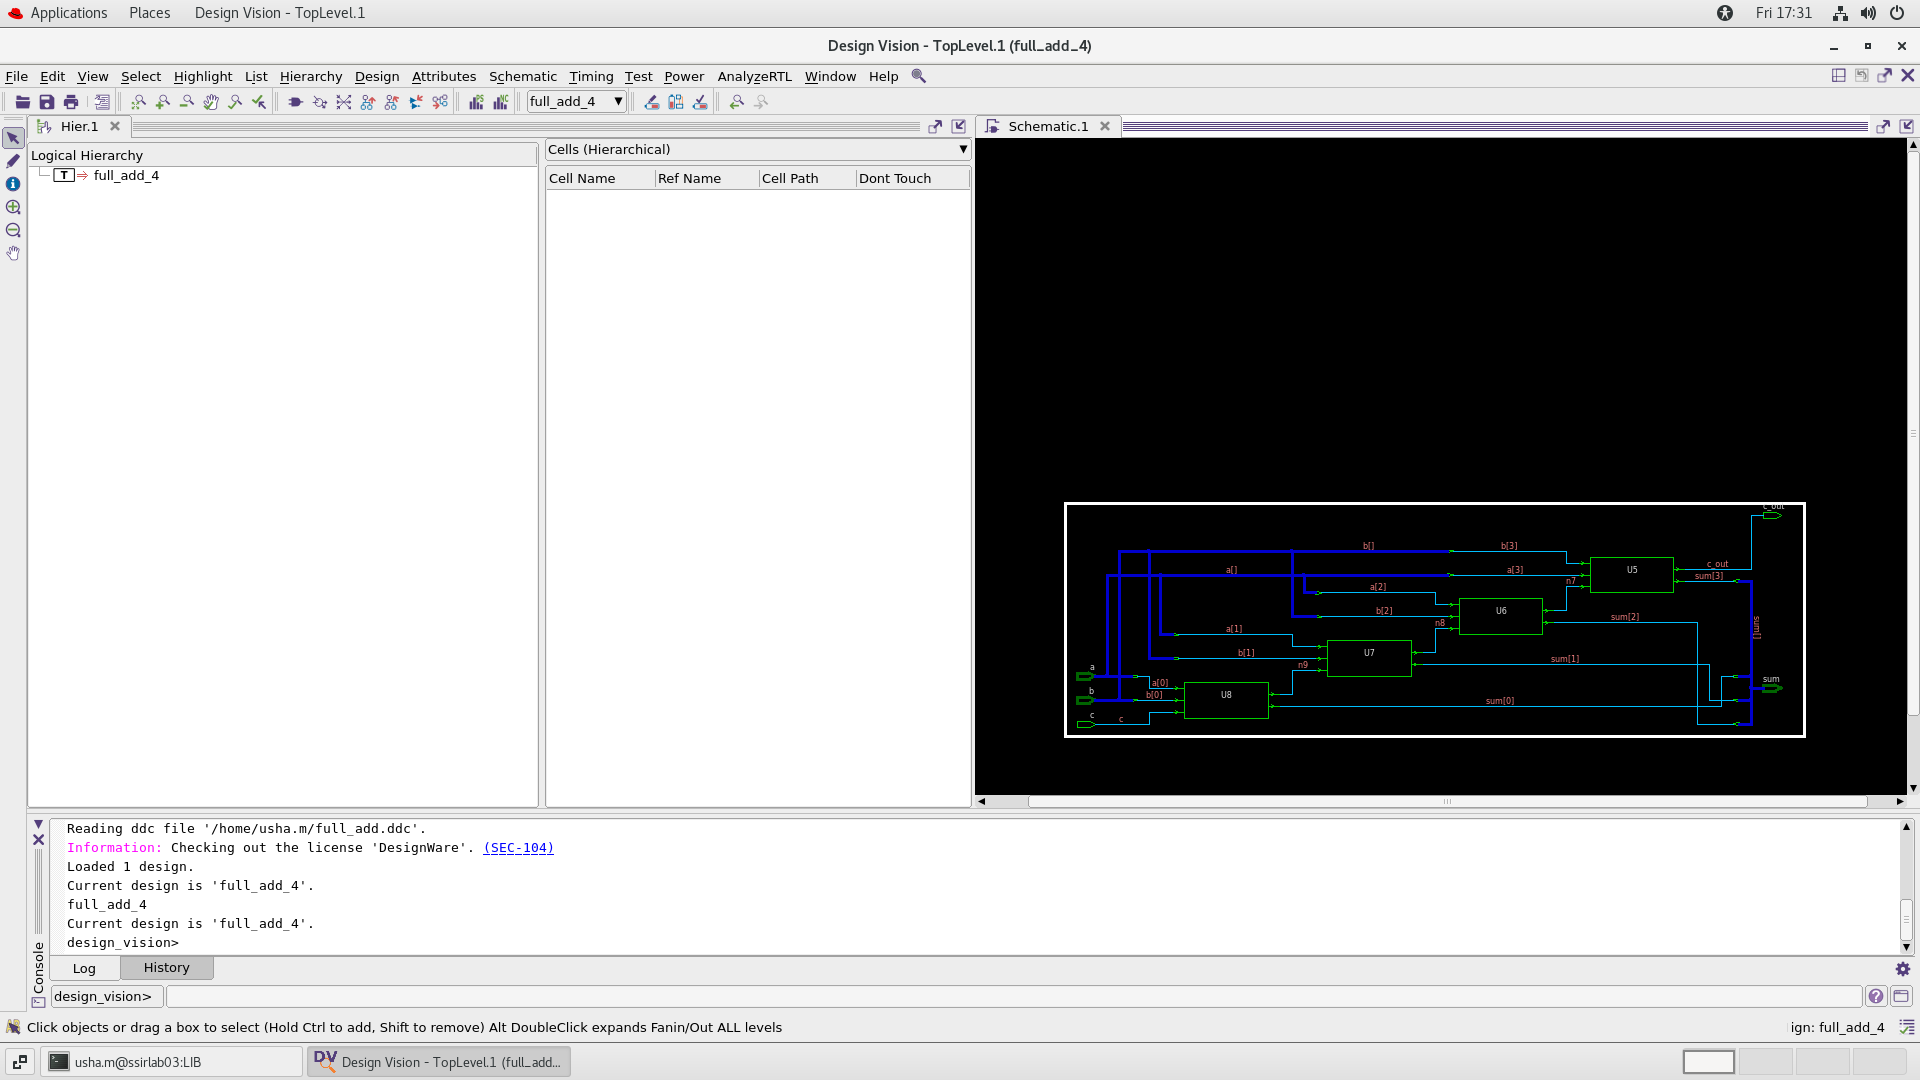 Applications Places Design Vision - TopLevel.1 Fri 17:31
Design Vision - TopLevel.1 (full_add_4)
File Edit View Select Highlight List Hierarchy Design Attributes Schematic Timing Test Power AnalyzeRTL Window Help
full_add_4
Hier.1
Schematic.1
Logical Hierarchy
T full_add_4
Cells (Hierarchical)
Cell Name Ref Name Cell Path Dont Touch
c_out
b[] b[3]
a[] a[3] U5 c_out
sum[3]
n7
a[2]
b[2] U6 sum[2]
n8
sum[]
a[1]
b[1] U7 sum[1]
n9
a
a[0]
b b[0] U8 sum[0]
sum
c c
Reading ddc file '/home/usha.m/full_add.ddc'.
Information: Checking out the license 'DesignWare'. (SEC-104)
Loaded 1 design.
Current design is 'full_add_4'.
full_add_4
Current design is 'full_add_4'.
design_vision>
Console
Log History
design_vision>
Click objects or drag a box to select (Hold Ctrl to add, Shift to remove) Alt DoubleClick expands Fanin/Out ALL levels
ign: full_add_4
usha.m@ssirlab03:LIB
DV Design Vision - TopLevel.1 (full_add...